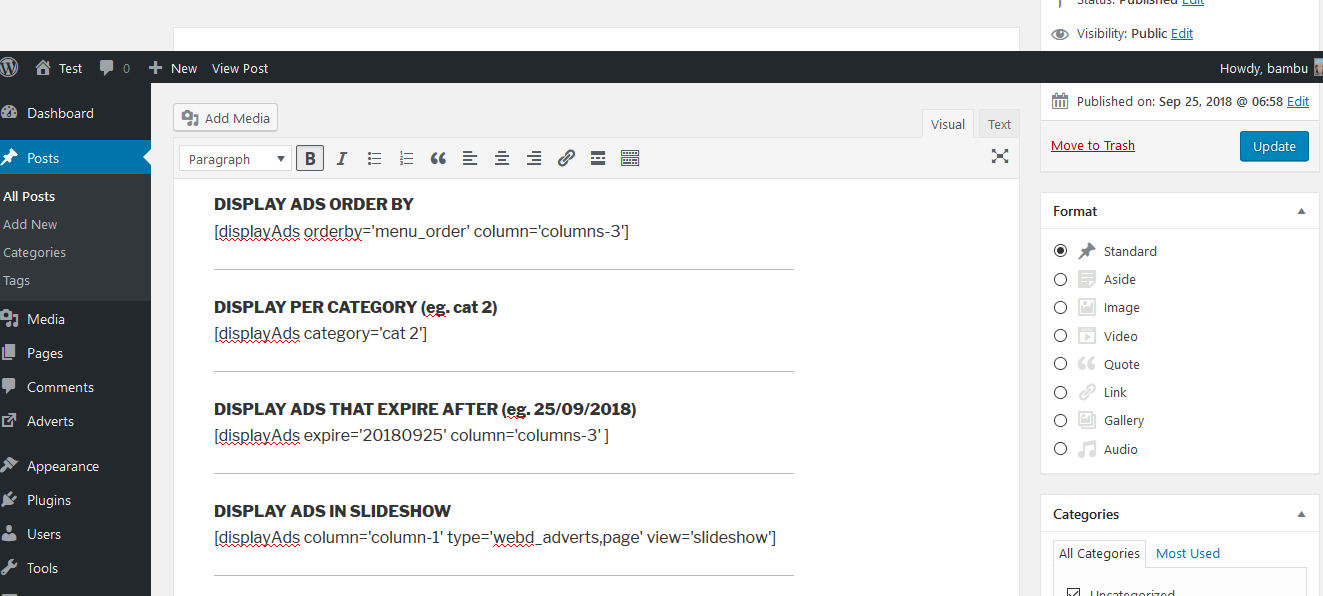 Status: Published Edit
Visibility: Public Edit
Test 0 New View Post
Howdy, bambu
Dashboard
Posts
All Posts
Add New
Categories
Tags
Media
Pages
Comments
Adverts
Appearance
Plugins
Users
Tools
Add Media
Visual Text
Paragraph B I
DISPLAY ADS ORDER BY
[displayAds orderby='menu_order' column='columns-3']
DISPLAY PER CATEGORY (eg. cat 2)
[displayAds category='cat 2']
DISPLAY ADS THAT EXPIRE AFTER (eg. 25/09/2018)
[displayAds expire='20180925' column='columns-3' ]
DISPLAY ADS IN SLIDESHOW
[displayAds column='column-1' type='webd_adverts,page' view='slideshow']
Published on: Sep 25, 2018 @ 06:58 Edit
Move to Trash
Update
Format
Standard
Aside
Image
Video
Quote
Link
Gallery
Audio
Categories
All Categories Most Used
Uncategorized